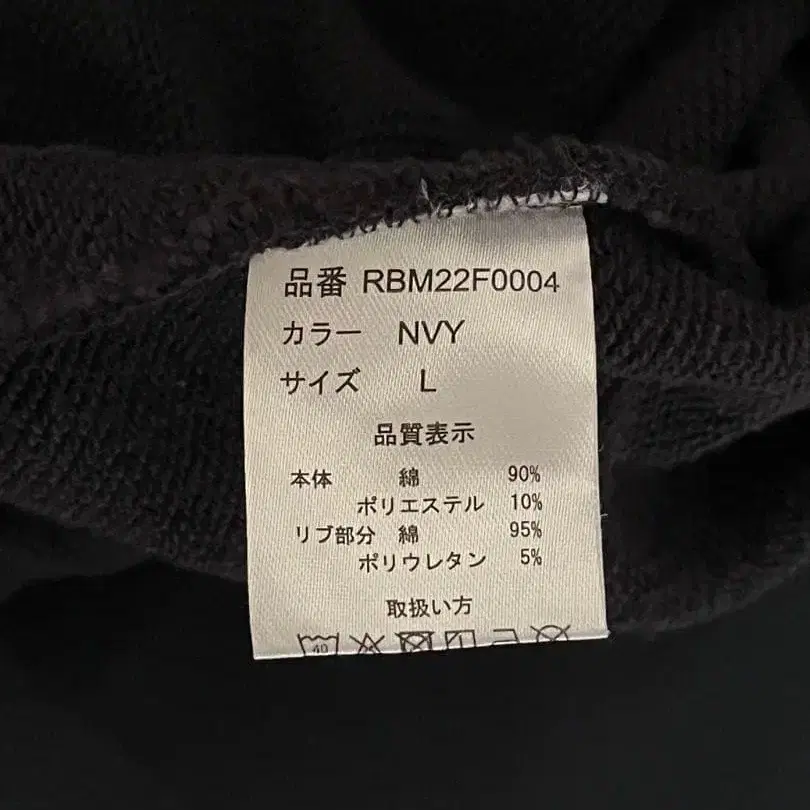 品番 RBM22F0004
カラー NVY
サイズ L
品質表示
本体 綿 90%
ポリエステル 10%
リブ部分 綿 95%
ポリウレタン 5%
取扱い方
40